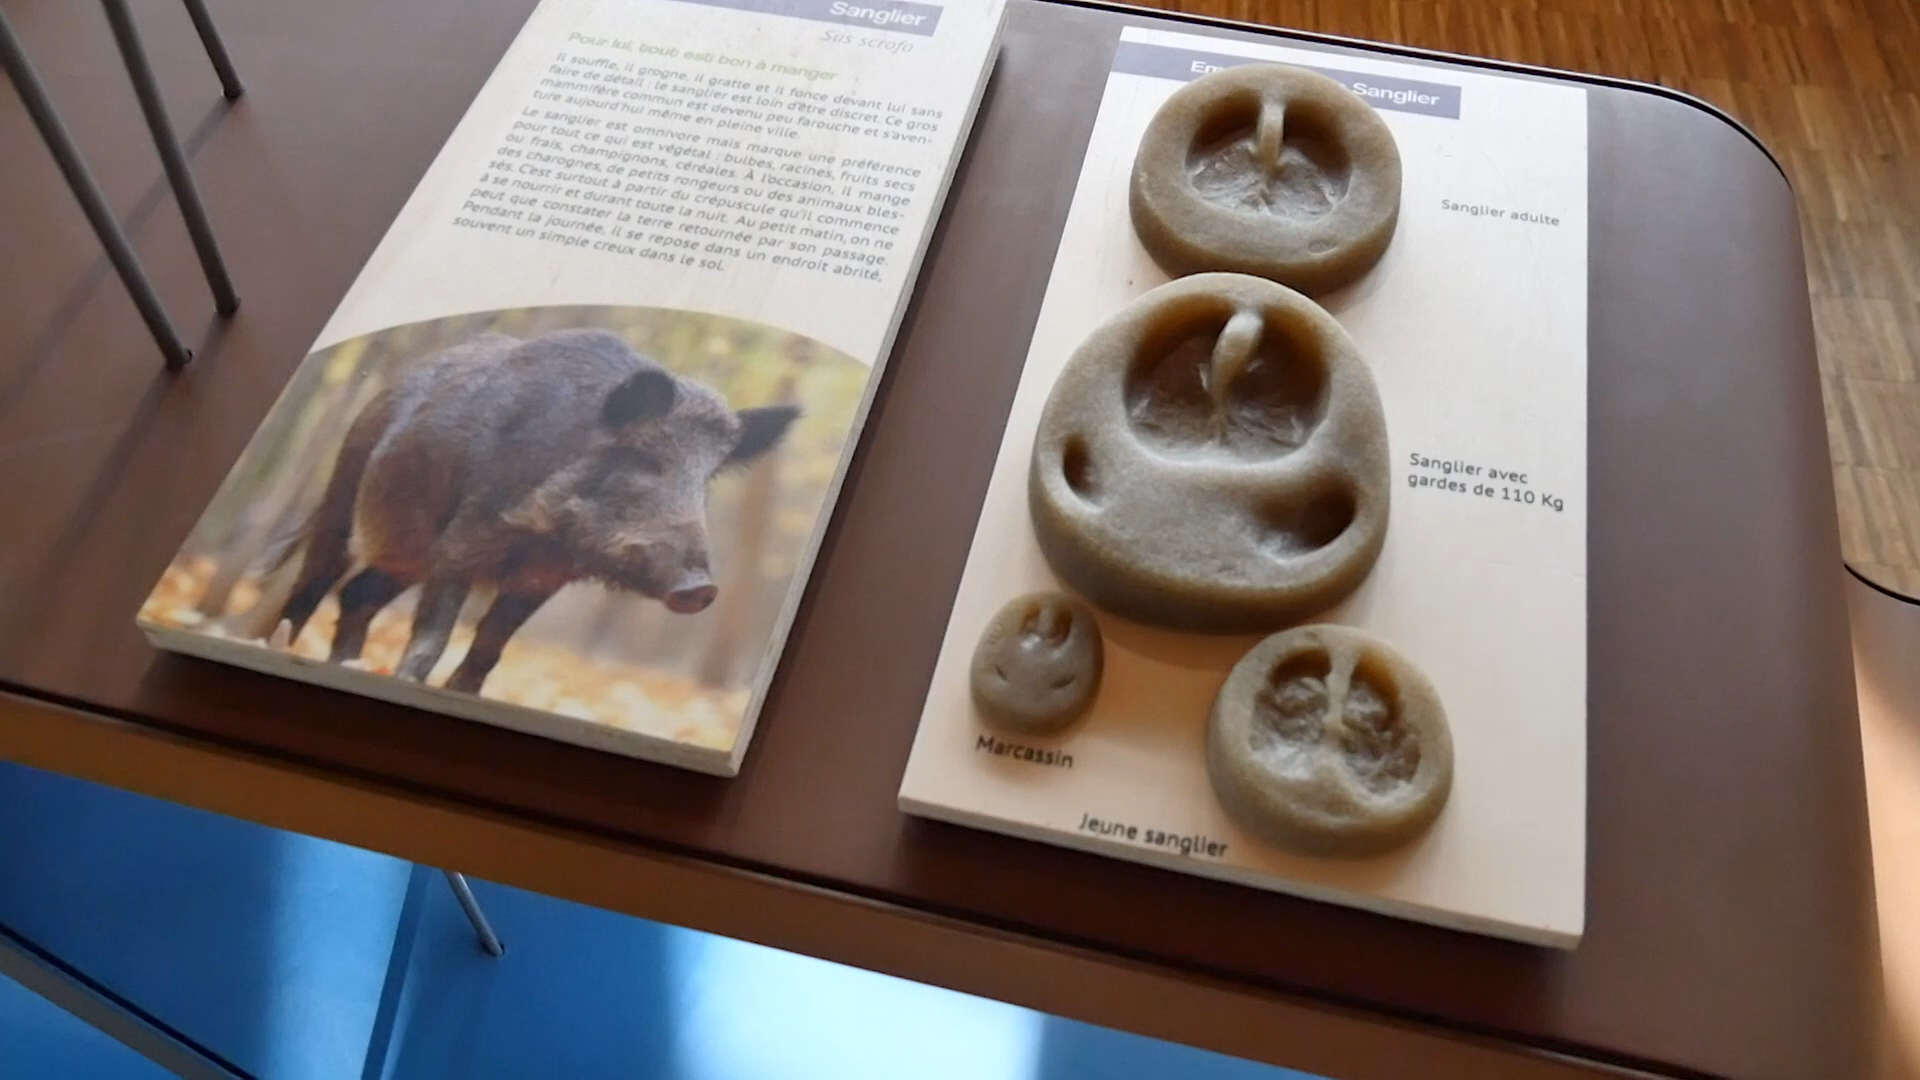 Sanglier
Sus scrofa
Pour lui, tout est bon à manger
Il souffle, il grogne, il gratte et il fonce devant lui sans
faire de détail : le sanglier est loin d'être discret. Ce gros
mammifère commun est devenu peu farouche et s'aven-
ture aujourd'hui même en pleine ville.
Le sanglier est omnivore mais marque une préférence
pour tout ce qui est végétal : bulbes, racines, fruits secs
ou frais, champignons, céréales. À l'occasion, il mange
des charognes, de petits rongeurs ou des animaux bles-
sés. C'est surtout à partir du crépuscule qu'il commence
à se nourrir et durant toute la nuit. Au petit matin, on ne
peut que constater la terre retournée par son passage.
Pendant la journée, il se repose dans un endroit abrité,
souvent un simple creux dans le sol.
Sanglier
Sanglier adulte
Sanglier avec
gardes de 110 Kg
Marcassin
Jeune sanglier